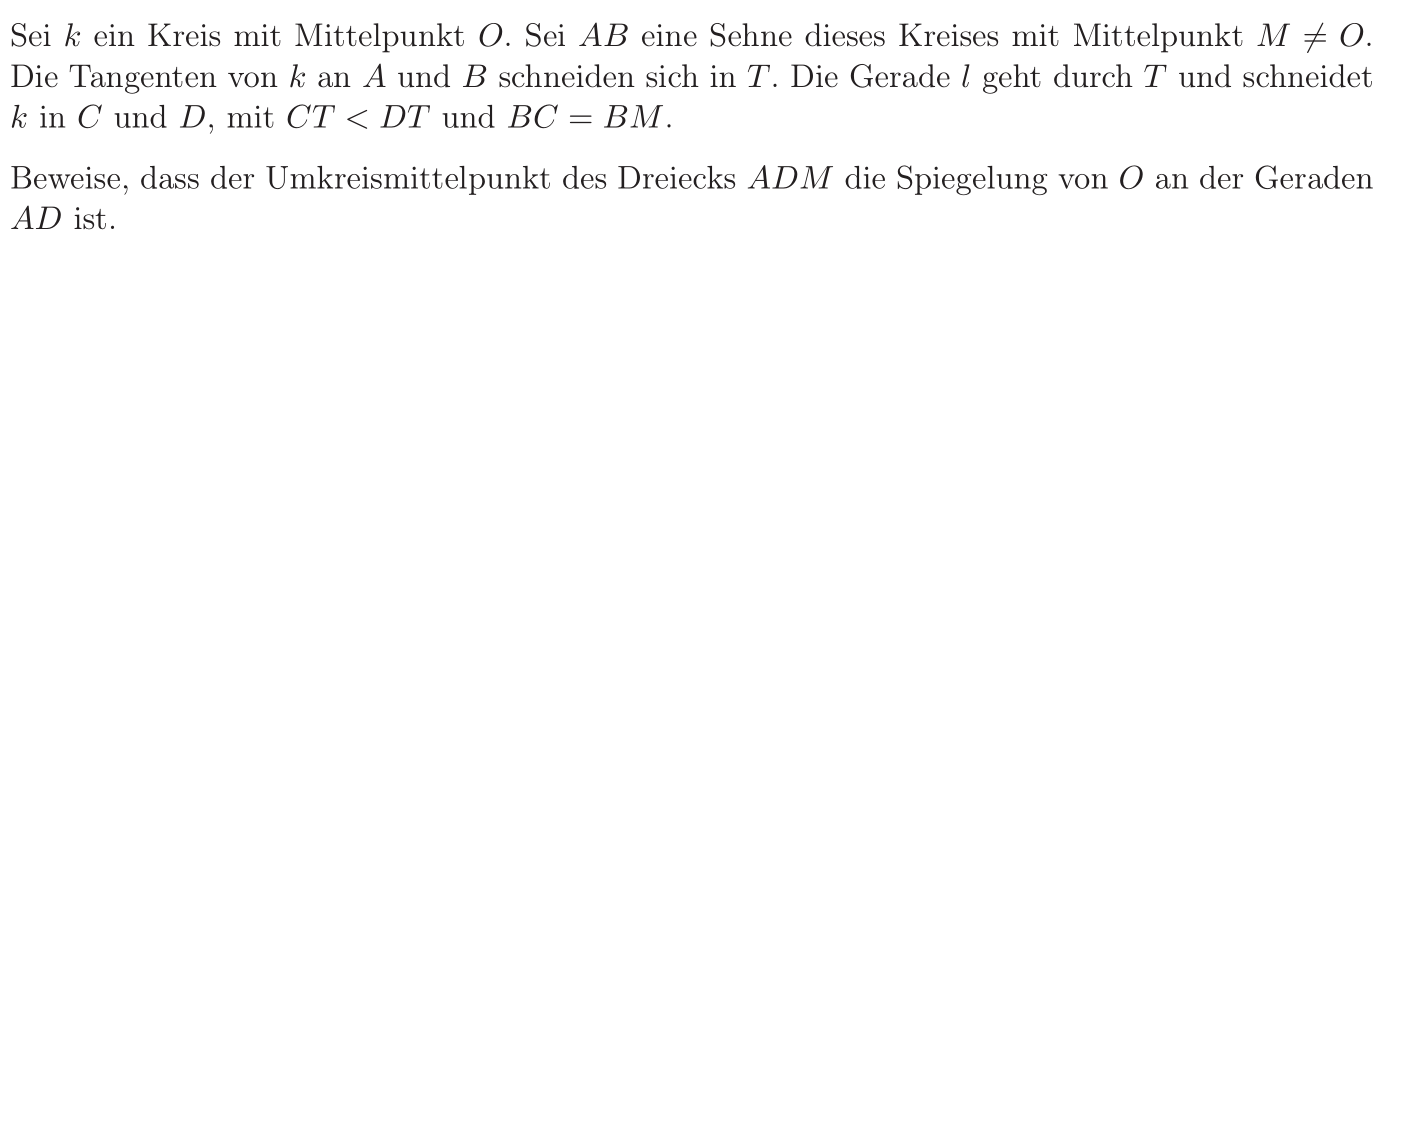 Sei k ein Kreis mit Mittelpunkt O. Sei AB eine Sehne dieses Kreises mit Mittelpunkt M ≠ O.
Die Tangenten von k an A und B schneiden sich in T. Die Gerade l geht durch T und schneidet
k in C und D, mit CT < DT und BC = BM.
Beweise, dass der Umkreismittelpunkt des Dreiecks ADM die Spiegelung von O an der Geraden
AD ist.